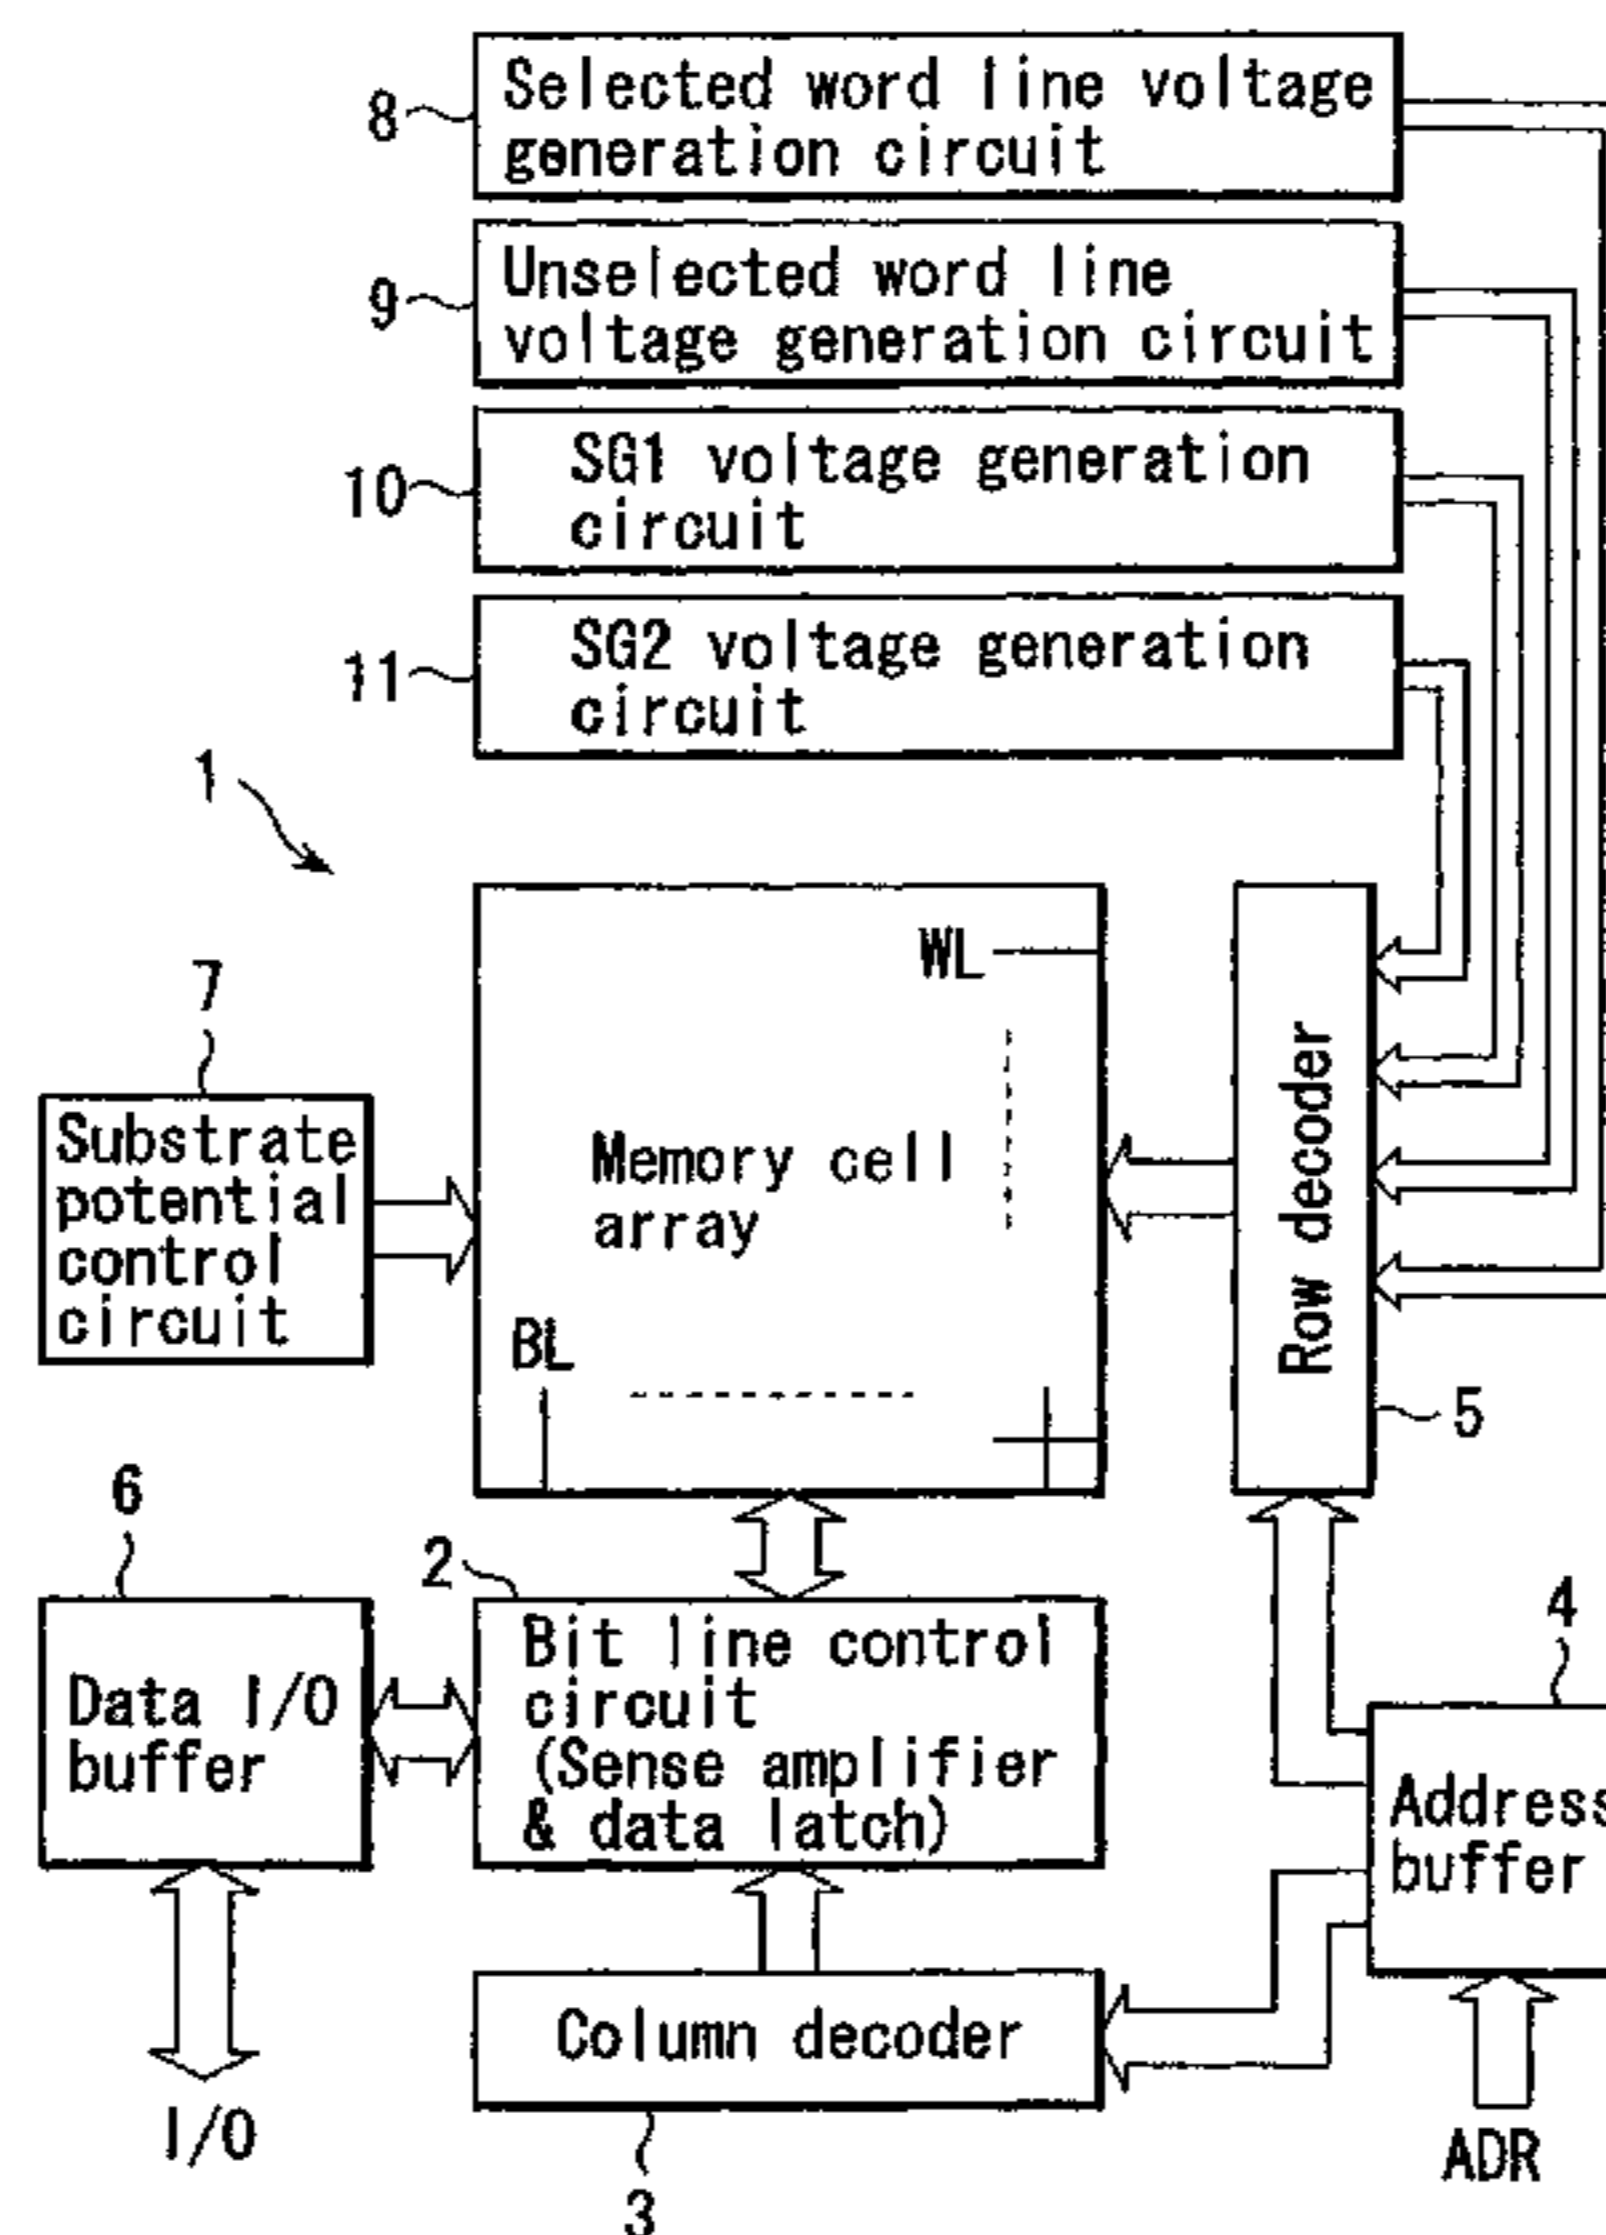 8
Selected word line voltage
generation circuit
9
Unselected word line
voltage generation circuit
10
SG1 voltage generation
circuit
11
SG2 voltage generation
circuit
1
WL
7
Substrate
potential
control
circuit
Memory cell
array
Row decoder
BL
5
6
2
4
Data I/O
buffer
Bit line control
circuit
(Sense amplifier
& data latch)
Address
buffer
Column decoder
I/O
ADR
3